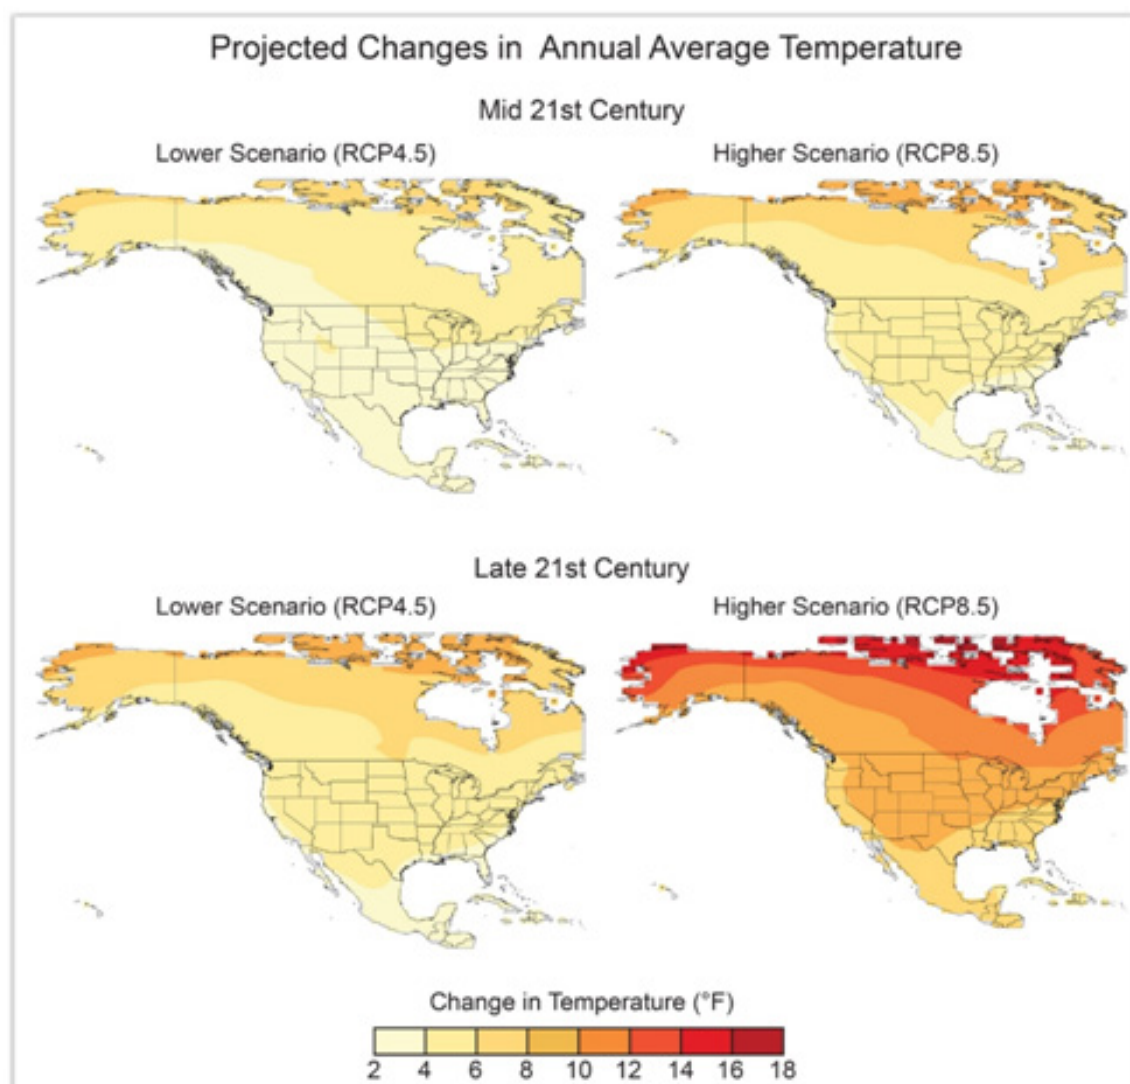 Projected Changes in Annual Average Temperature
Mid 21st Century
Lower Scenario (RCP4.5) Higher Scenario (RCP8.5)
Late 21st Century
Lower Scenario (RCP4.5) Higher Scenario (RCP8.5)
Change in Temperature (°F)
2 4 6 8 10 12 14 16 18